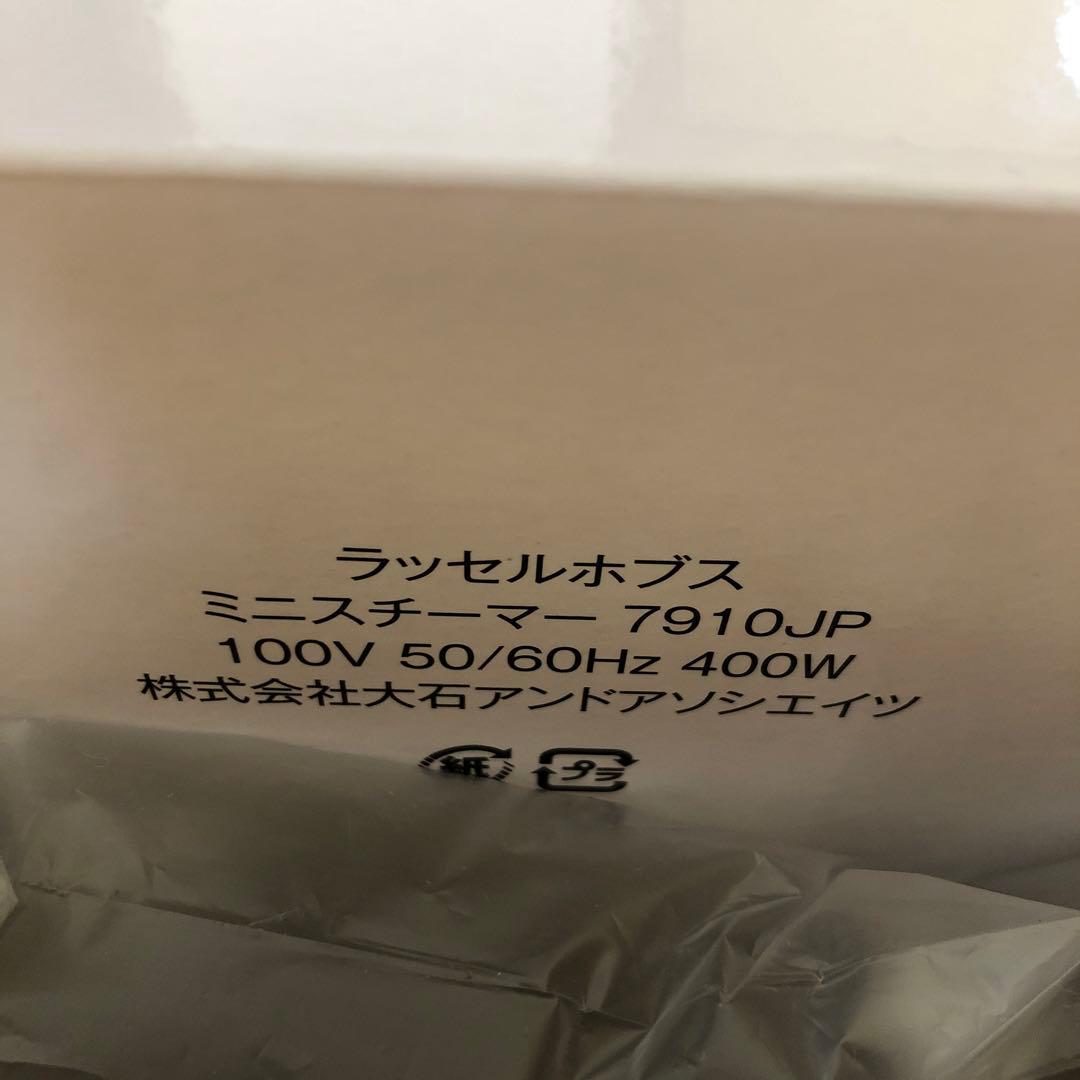 ラッセルホブス
ミニスチーマー 7910JP
100V 50/60Hz 400W
株式会社大石アンドアソシエイツ
紙 プラ